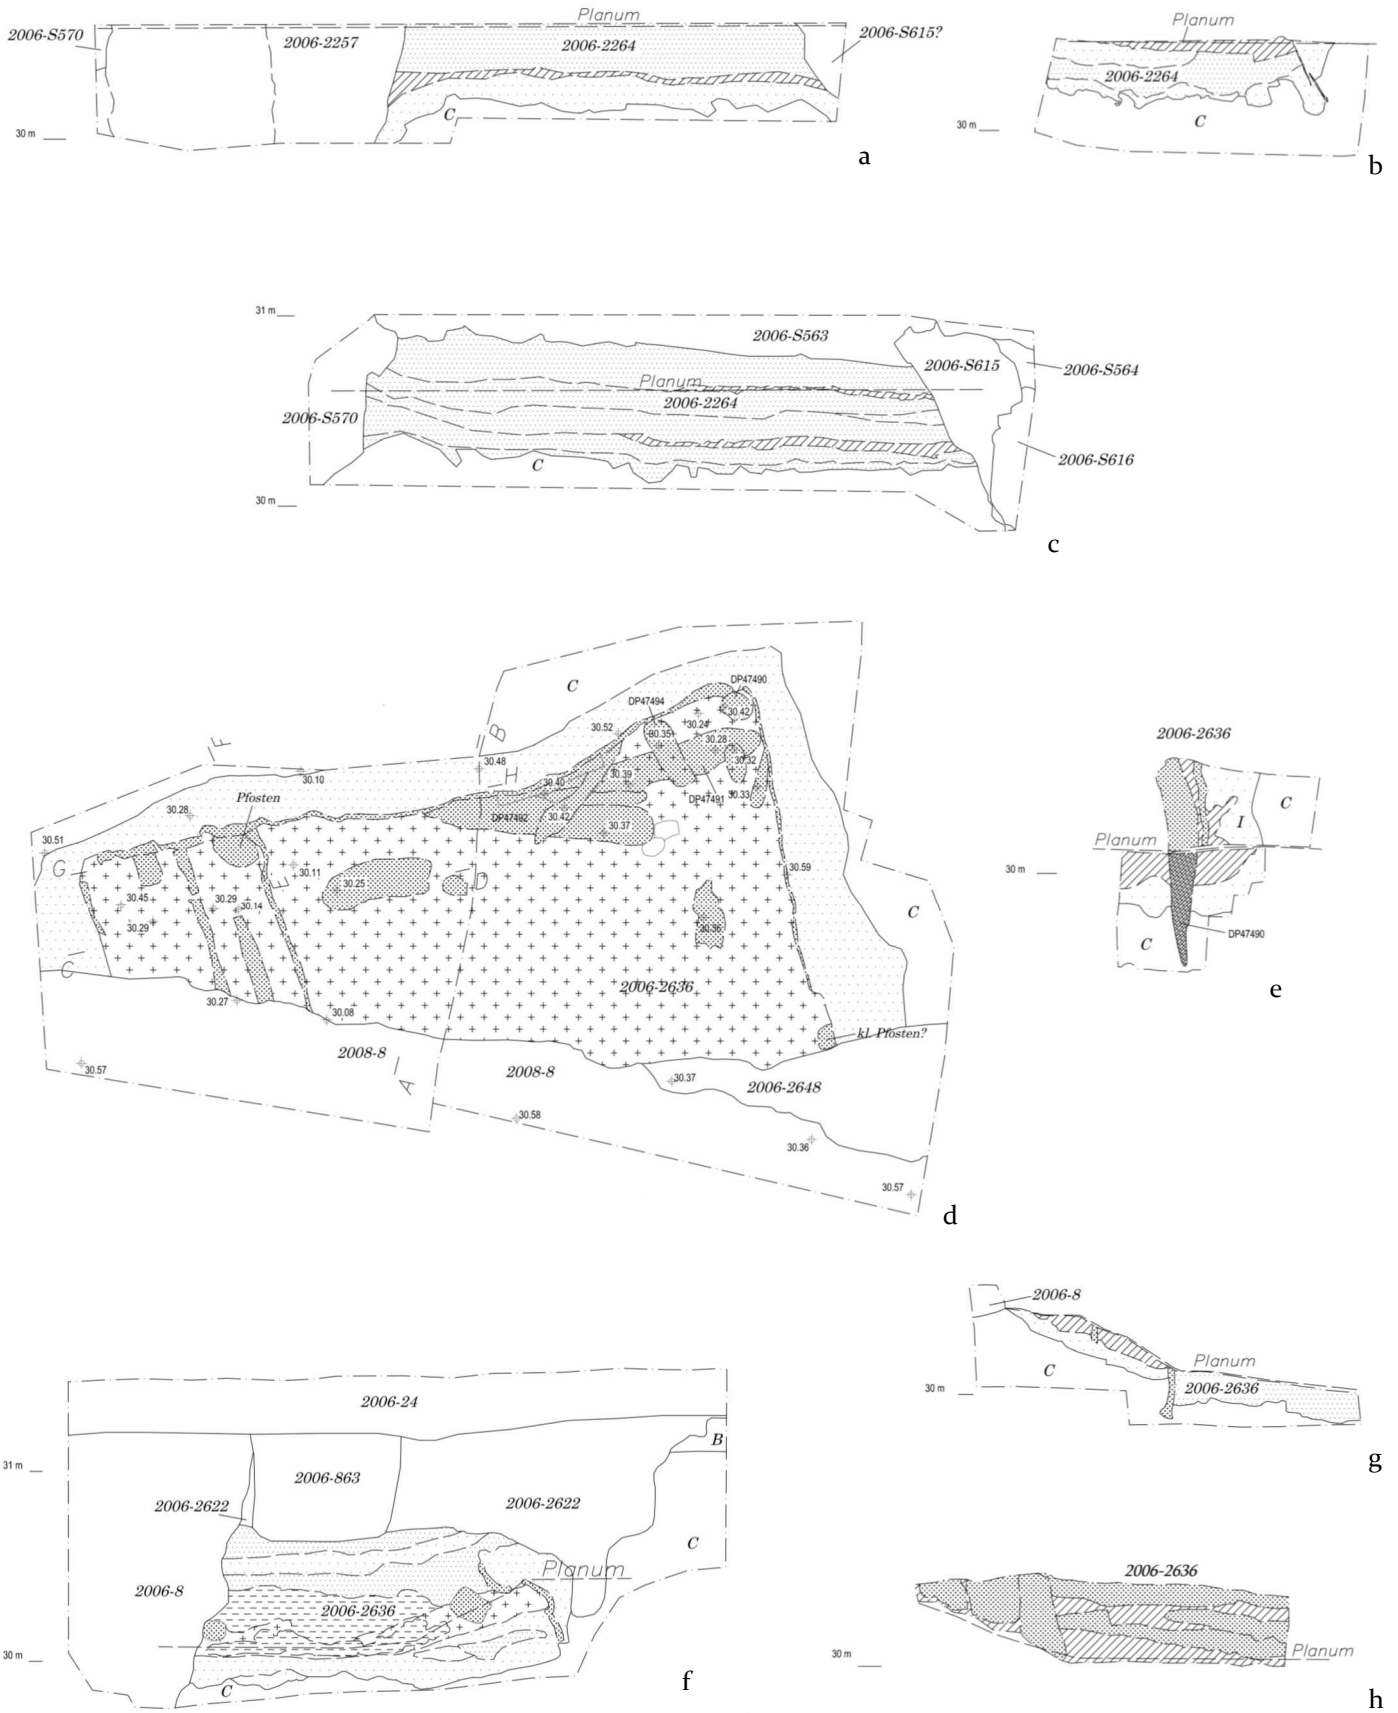 Planum
2006-S570
2006-2257
2006-2264
2006-S615?
C
30 m
a
Planum
2006-2264
30 m
C
b
31 m
2006-S563
2006-S615
2006-S564
Planum
2006-2264
2006-S570
C
2006-S616
30 m
c
C
DP47490
DP47494
30.42
30.24
30.52
30.35
30.28
B
F
30.48
30.32
30.10
H
30.39
30.40
Pfosten
DP47491
30.33
30.28
DP47492
30.42
30.37
30.51
G
30.59
30.11
E
30.25
D
30.45
30.29
30.14
C
30.29
30.36
C
2006-2636
30.27
30.08
kl. Pfosten?
2008-8
30.57
A
2008-8
30.37
2006-2648
30.58
30.36
30.57
d
2006-2636
C
I
Planum
30 m
DP47490
C
e
2006-8
C
Planum
30 m
2006-2636
g
2006-24
B
31 m
2006-863
2006-2622
2006-2622
C
Planum
2006-8
2006-2636
30 m
C
f
2006-2636
30 m
Planum
h